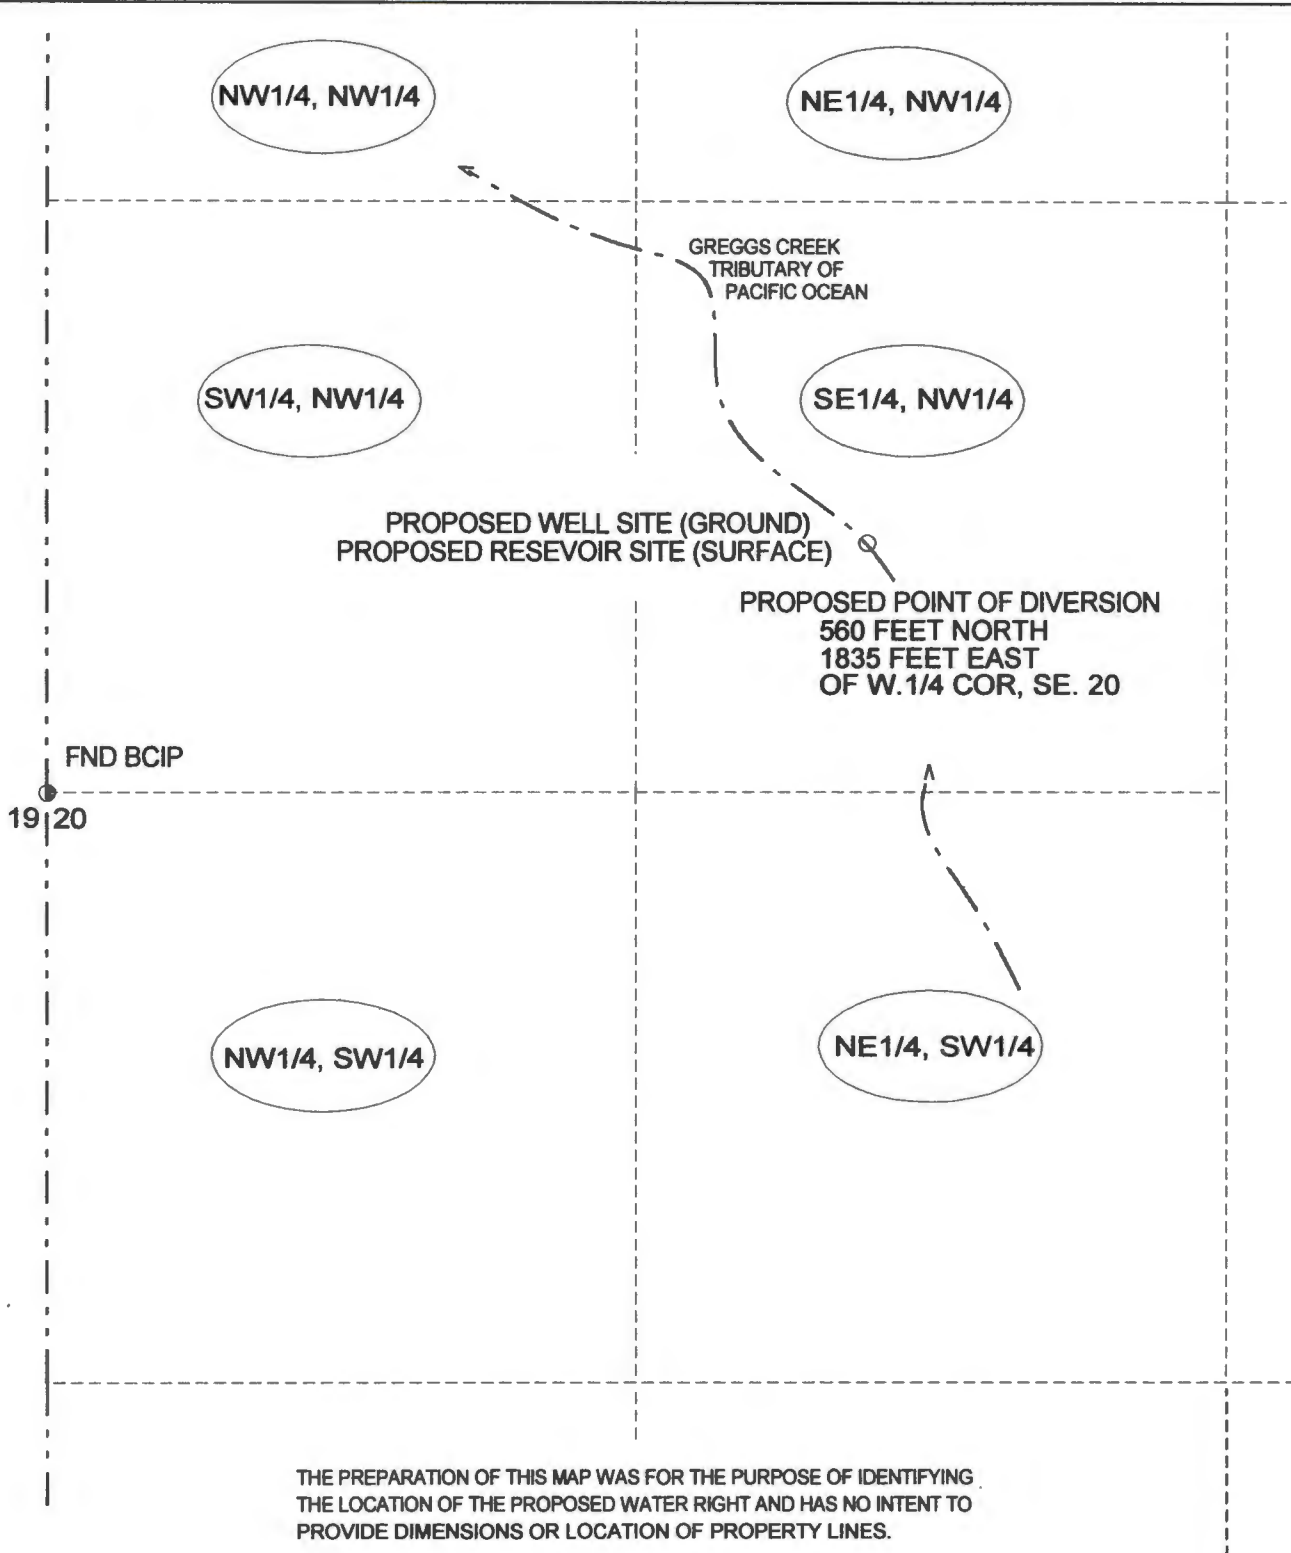 NW1/4, NW1/4
NE1/4, NW1/4
GREGGS CREEK
TRIBUTARY OF
PACIFIC OCEAN
SW1/4, NW1/4
SE1/4, NW1/4
PROPOSED WELL SITE (GROUND)
PROPOSED RESEVOIR SITE (SURFACE)
PROPOSED POINT OF DIVERSION
560 FEET NORTH
1835 FEET EAST
OF W.1/4 COR, SE. 20
FND BCIP
19 20
NW1/4, SW1/4
NE1/4, SW1/4
THE PREPARATION OF THIS MAP WAS FOR THE PURPOSE OF IDENTIFYING
THE LOCATION OF THE PROPOSED WATER RIGHT AND HAS NO INTENT TO
PROVIDE DIMENSIONS OR LOCATION OF PROPERTY LINES.